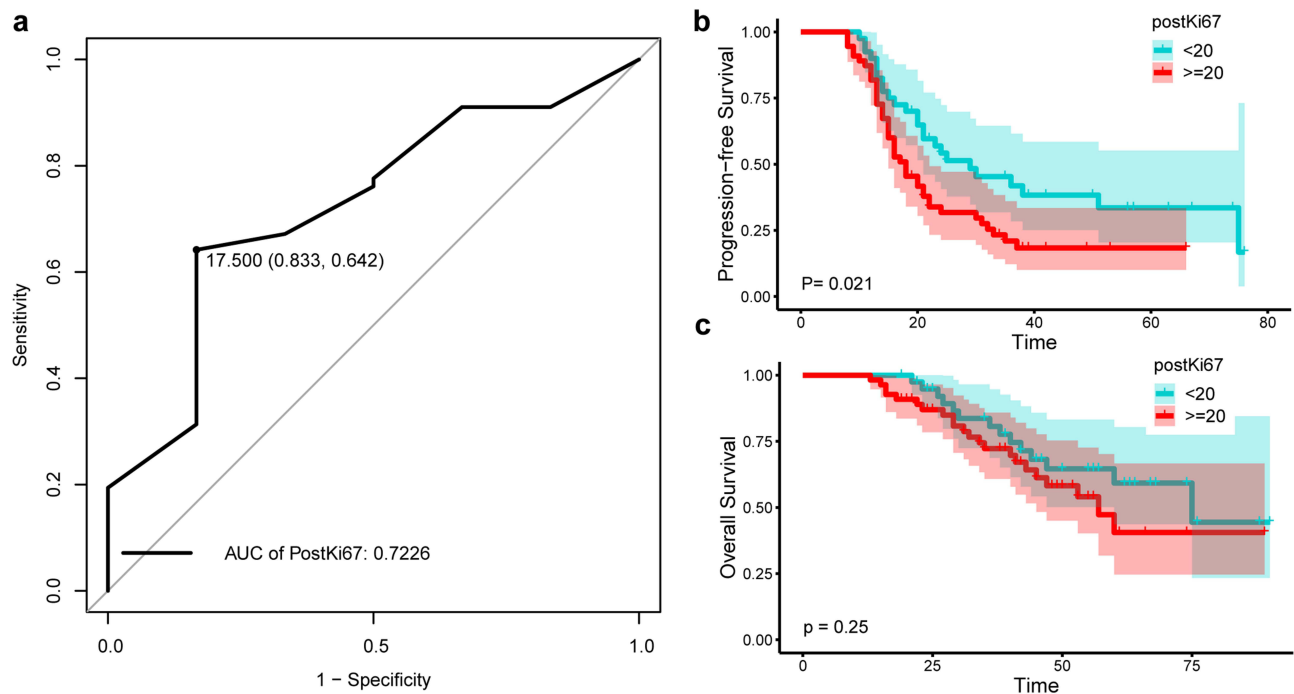 a
1.0
0.8
0.6
0.4
0.2
0.0
Sensitivity
17.500 (0.833, 0.642)
AUC of PostKi67: 0.7226
0.0 0.5 1.0
1 − Specificity
b
postKi67
<20
>=20
1.00
0.75
0.50
0.25
0.00
Progression−free Survival
P= 0.021
0 20 40 60 80
Time
c
postKi67
<20
>=20
1.00
0.75
0.50
0.25
0.00
Overall Survival
p = 0.25
0 25 50 75
Time